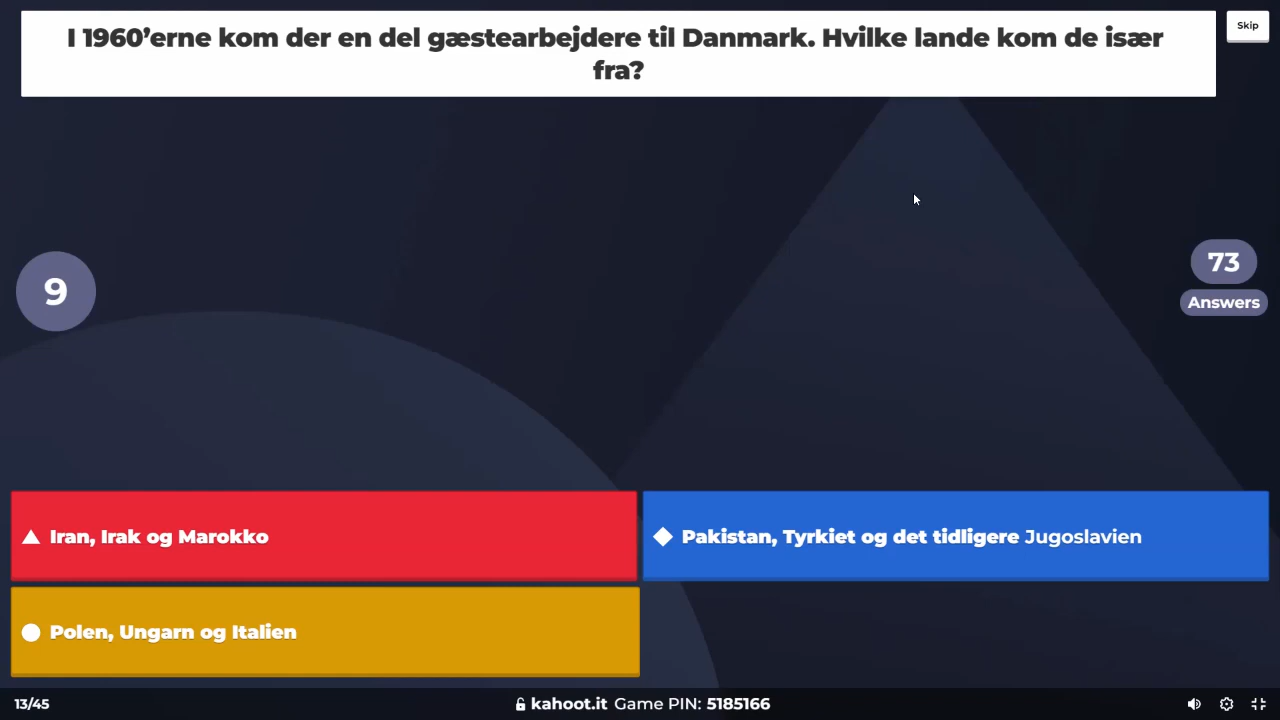 I 1960’erne kom der en del gæstearbejdere til Danmark. Hvilke lande kom de især
fra?
Skip
9
73
Answers
Iran, Irak og Marokko
Pakistan, Tyrkiet og det tidligere Jugoslavien
Polen, Ungarn og Italien
13/45
kahoot.it Game PIN: 5185166